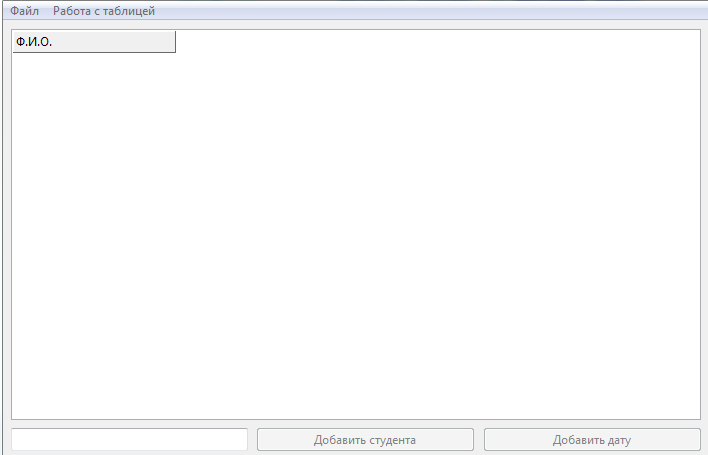 Файл Работа с таблицей
Ф.И.О.
Добавить студента Добавить дату